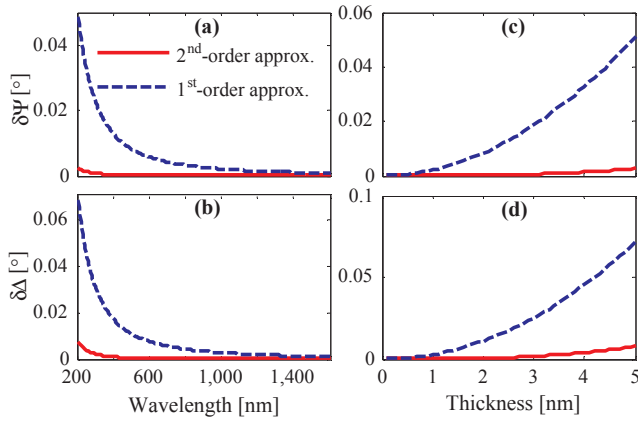 0.04
0.02
0
δΨ [°]
(a)
2nd-order approx.
1st-order approx.
0.06
0.04
0.02
0
(c)
0.06
0.04
0.02
0
δΔ [°]
(b)
200
600
1,000
1,400
Wavelength [nm]
0.1
0.05
0
(d)
0
1
2
3
4
5
Thickness [nm]